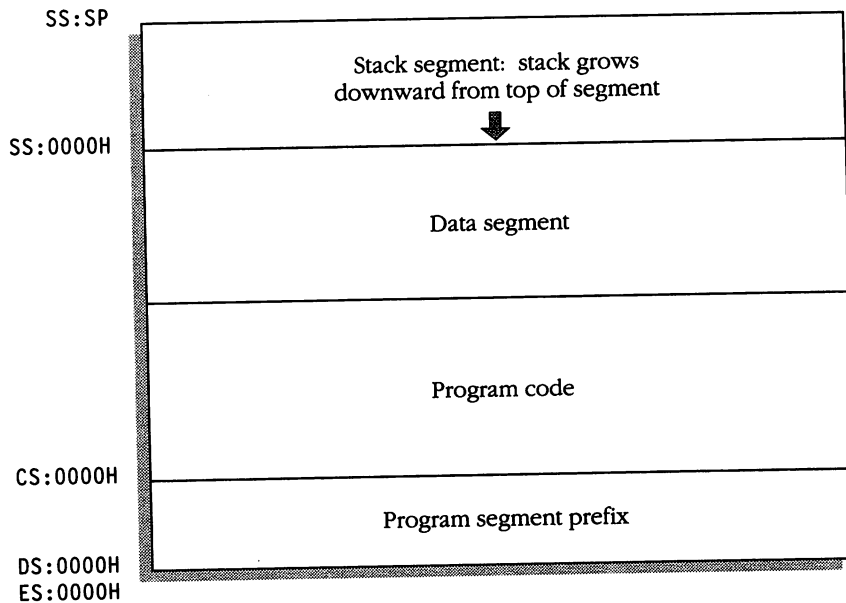 SS:SP
Stack segment: stack grows
downward from top of segment
SS:0000H
Data segment
Program code
CS:0000H
Program segment prefix
DS:0000H
ES:0000H